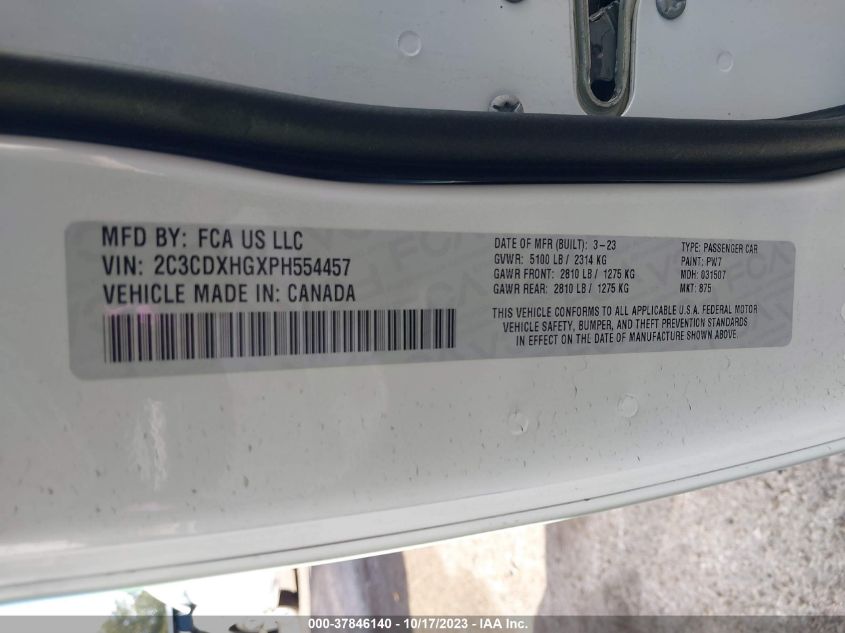 MFD BY: FCA US LLC
VIN: 2C3CDXHGXPH554457
VEHICLE MADE IN: CANADA
DATE OF MFR (BUILT): 3-23
GVWR: 5100 LB / 2314 KG
GAWR FRONT: 2810 LB / 1275 KG
GAWR REAR: 2810 LB / 1275 KG
TYPE: PASSENGER CAR
PAINT: PW7
MDH: 031507
MKT: 875
THIS VEHICLE CONFORMS TO ALL APPLICABLE U.S.A. FEDERAL MOTOR
VEHICLE SAFETY, BUMPER, AND THEFT PREVENTION STANDARDS
IN EFFECT ON THE DATE OF MANUFACTURE SHOWN ABOVE.
000-37846140 - 10/17/2023 - IAA Inc.